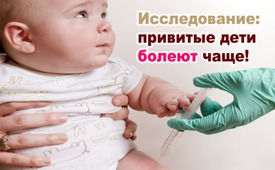 Исследование:
привитые дети
болеют чаще!